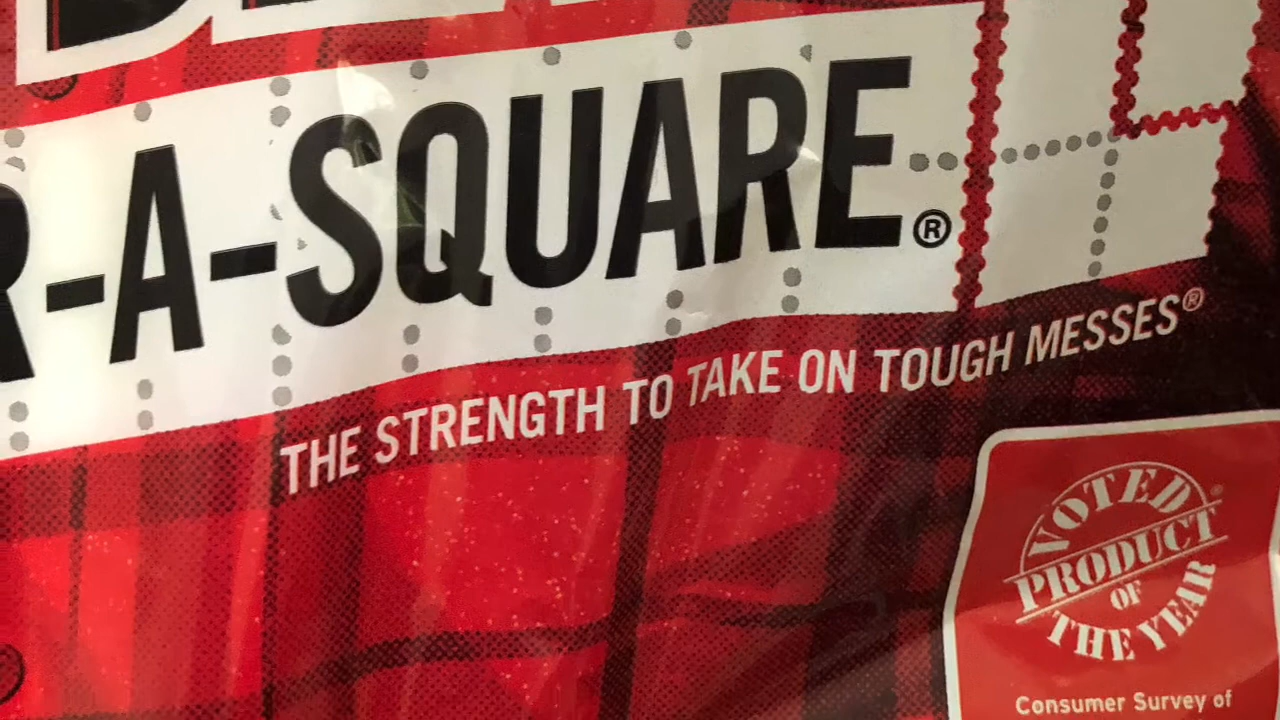 -A-SQUARE®
THE STRENGTH TO TAKE ON TOUGH MESSES®
VOTED®
PRODUCT
OF
THE YEAR
Consumer Survey of